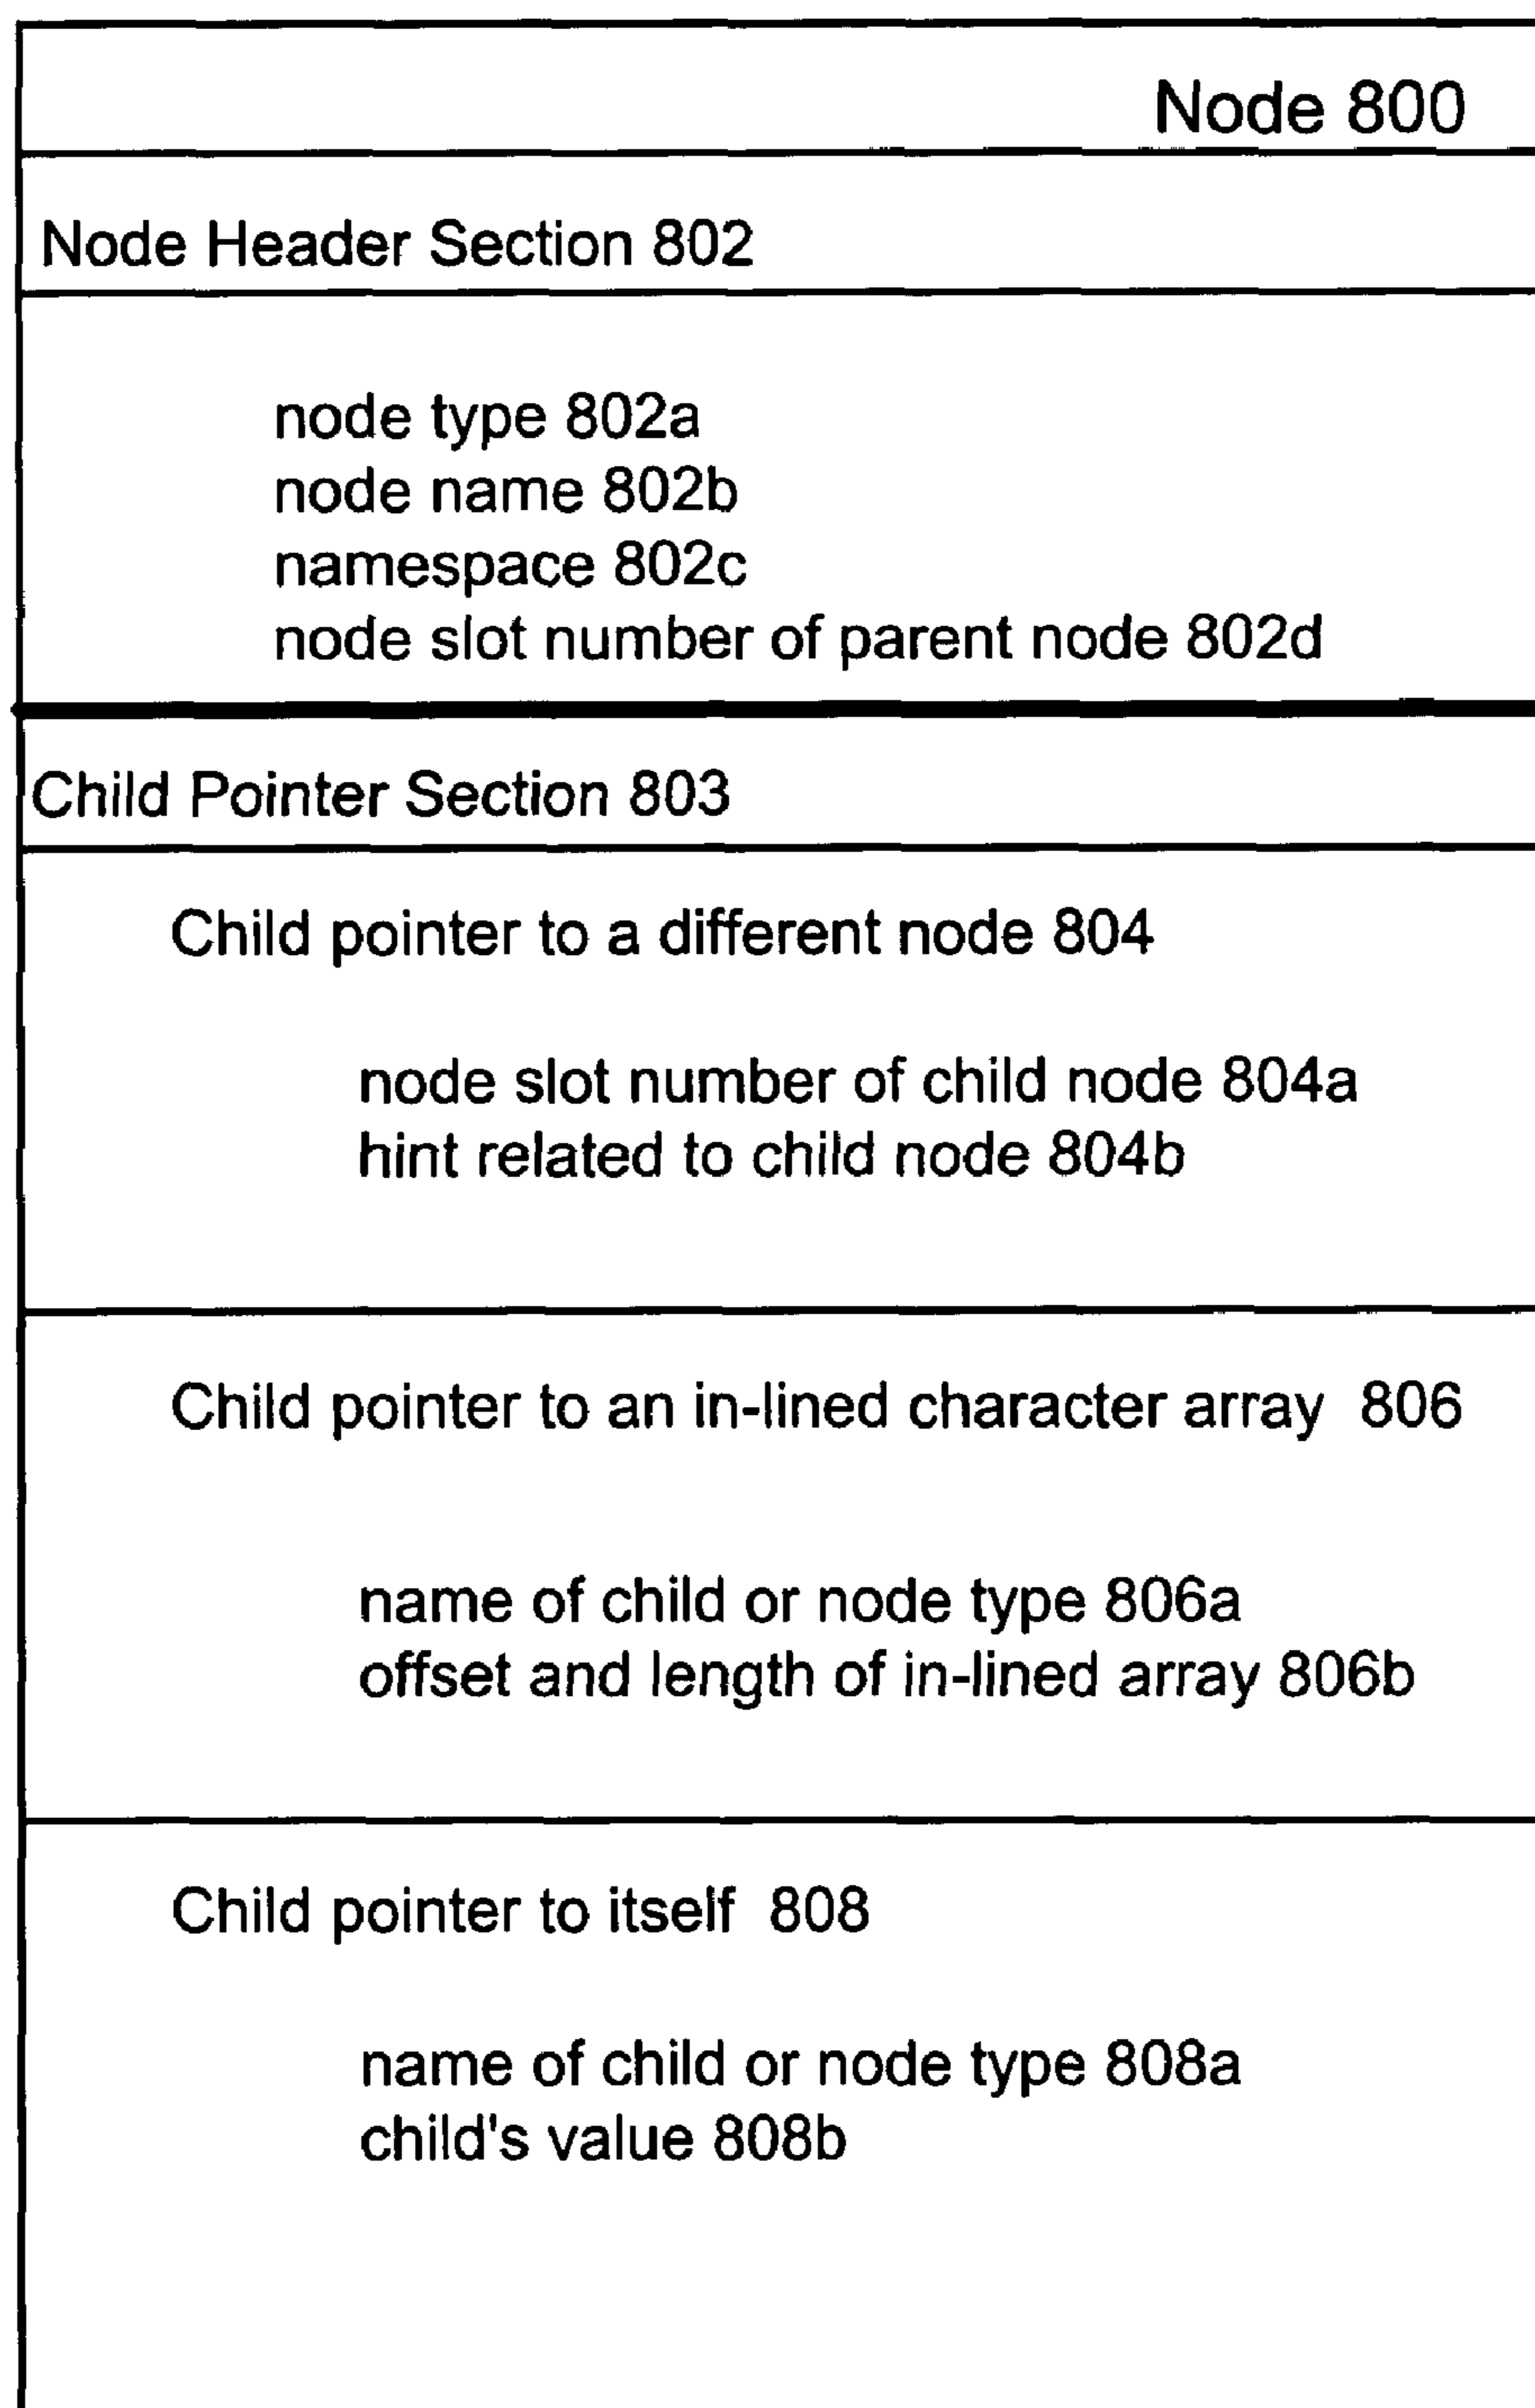 Node 800
Node Header Section 802
node type 802a
node name 802b
namespace 802c
node slot number of parent node 802d
Child Pointer Section 803
Child pointer to a different node 804
node slot number of child node 804a
hint related to child node 804b
Child pointer to an in-lined character array 806
name of child or node type 806a
offset and length of in-lined array 806b
Child pointer to itself 808
name of child or node type 808a
child's value 808b